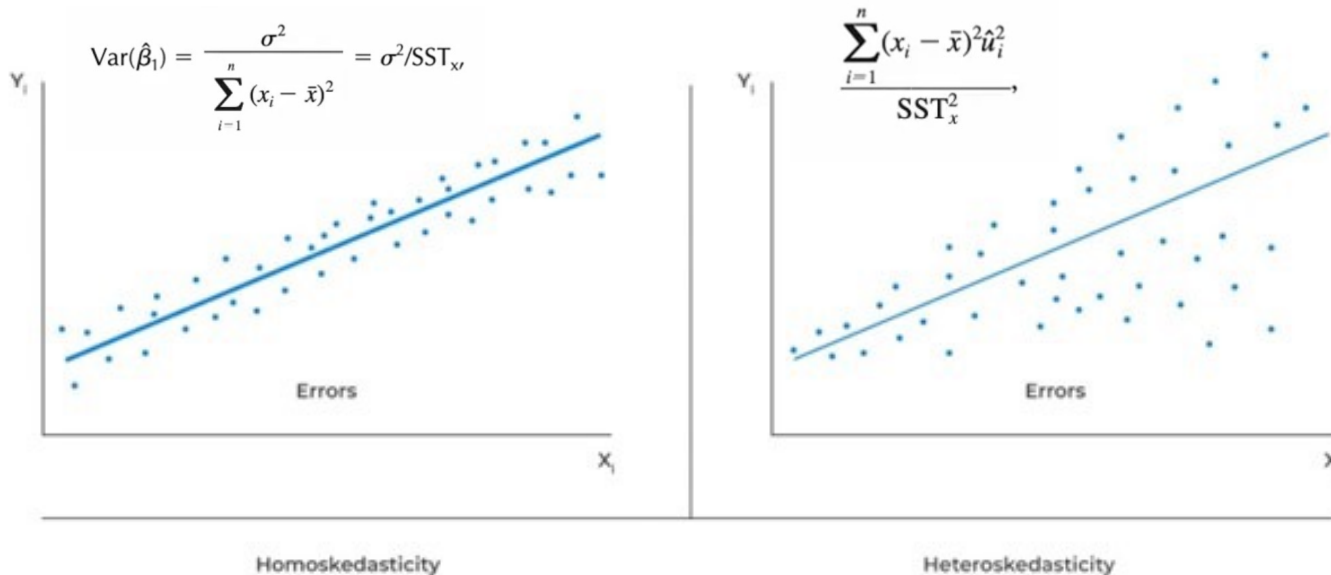 Var(β̂₁) = σ² / ∑ᵢ₌₁ⁿ (xᵢ − x̄)² = σ²/SSTₓ,
∑ᵢ₌₁ⁿ (xᵢ − x̄)²ûᵢ² / SSTₓ²,
Yᵢ
Yᵢ
Errors
Errors
Xᵢ
X
Homoskedasticity
Heteroskedasticity